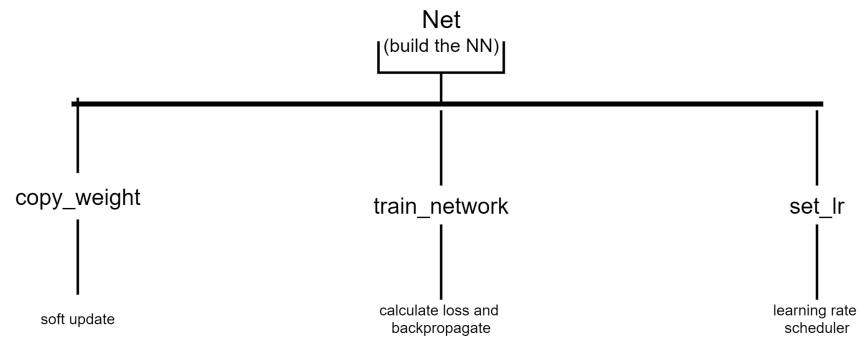 Net
(build the NN)
copy_weight
train_network
set_lr
soft update
calculate loss and
backpropagate
learning rate
scheduler